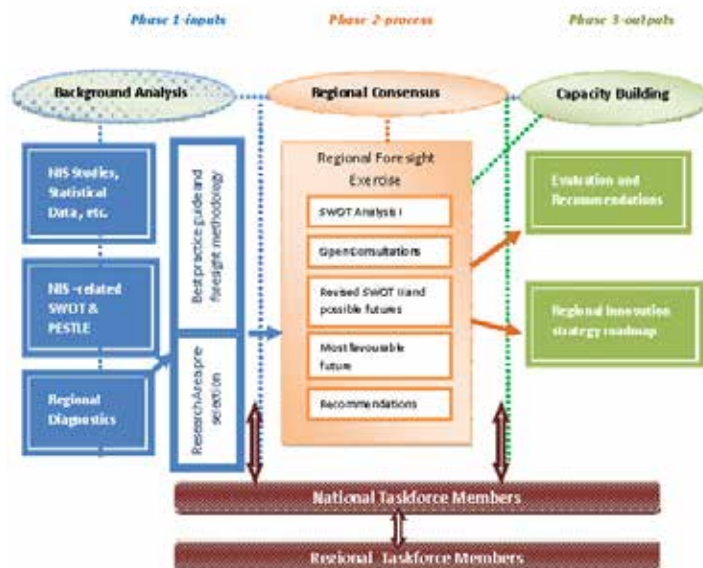 Phase 1-inputs
Phase 2-process
Phase 3-outputs
Background Analysis
Regional Consensus
Capacity Building
NIS Studies,
Statistical
Data, etc.
NIS -related
SWOT &
PESTLE
Regional
Diagnostics
Best practice guide and
foresight methodology
Research Area pre-
selection
Regional Foresight
Exercise
SWOT Analysis I
Open Consultations
Revised SWOT II and
possible futures
Most favourable
future
Recommendations
Evaluation and
Recommendations
Regional Innovation
strategy roadmap
National Taskforce Members
Regional Taskforce Members